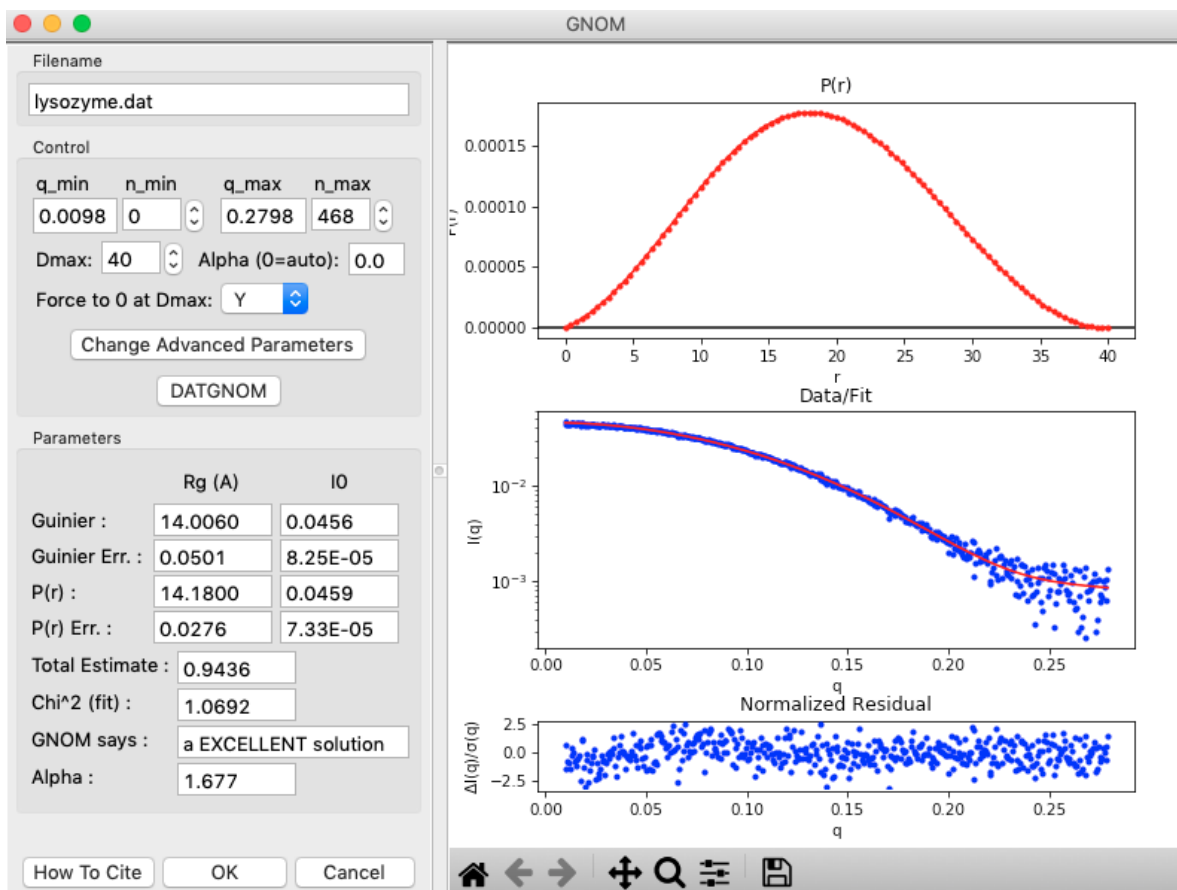 GNOM
Filename
lysozyme.dat
Control
q_min n_min q_max n_max
0.0098 0 0.2798 468
Dmax: 40 Alpha (0=auto): 0.0
Force to 0 at Dmax: Y
Change Advanced Parameters
DATGNOM
Parameters
Rg (A) I0
Guinier : 14.0060 0.0456
Guinier Err. : 0.0501 8.25E-05
P(r) : 14.1800 0.0459
P(r) Err. : 0.0276 7.33E-05
Total Estimate : 0.9436
Chi^2 (fit) : 1.0692
GNOM says : a EXCELLENT solution
Alpha : 1.677
How To Cite OK Cancel
P(r)
P(r)
0.00015
0.00010
0.00005
0.00000
0 5 10 15 20 25 30 35 40
r
Data/Fit
I(q)
10⁻²
10⁻³
0.00 0.05 0.10 0.15 0.20 0.25
q
Normalized Residual
ΔI(q)/σ(q)
2.5
0.0
−2.5
0.00 0.05 0.10 0.15 0.20 0.25
q